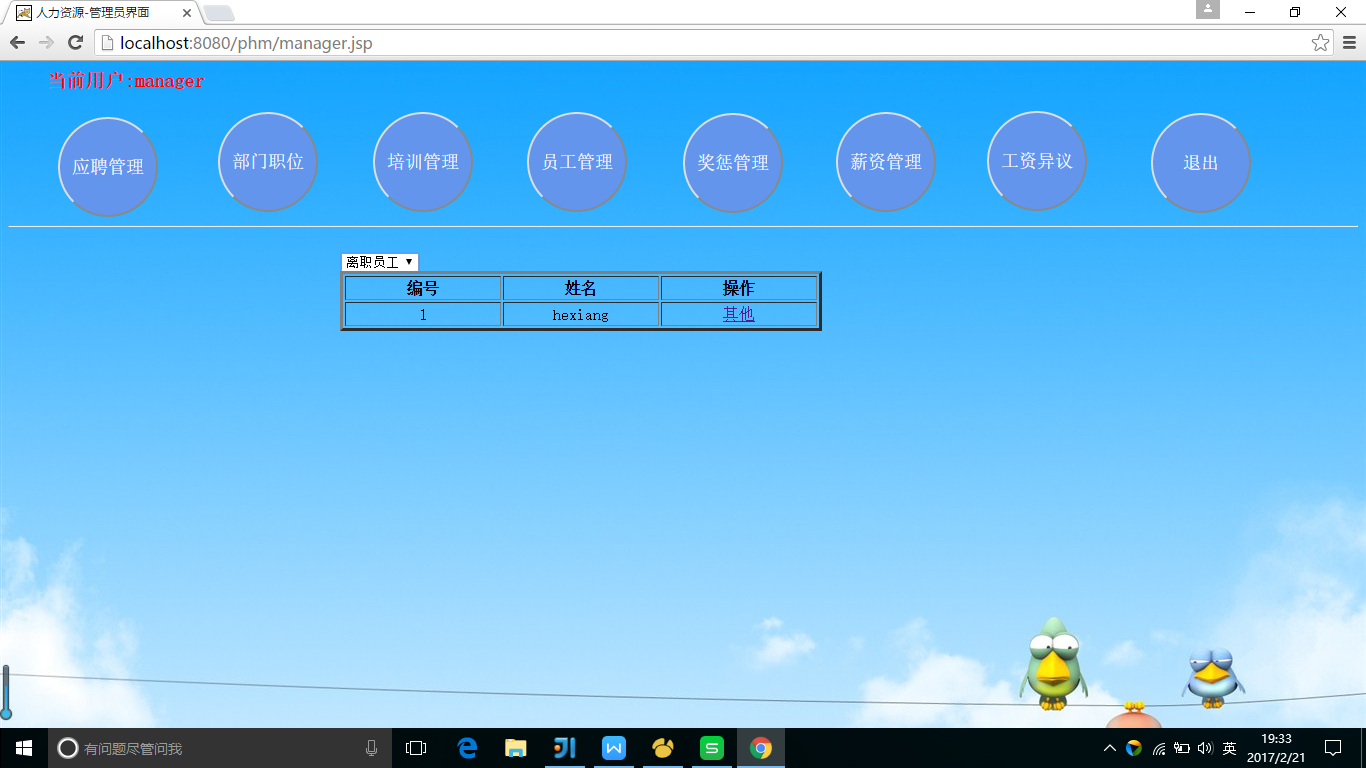 人力资源-管理员界面
localhost:8080/phm/manager.jsp
当前用户:manager
应聘管理 部门职位 培训管理 员工管理 奖惩管理 薪资管理 工资异议 退出
离职员工
编号 姓名 操作
1 hexiang 其他
有问题尽管问我 英 19:33
2017/2/21